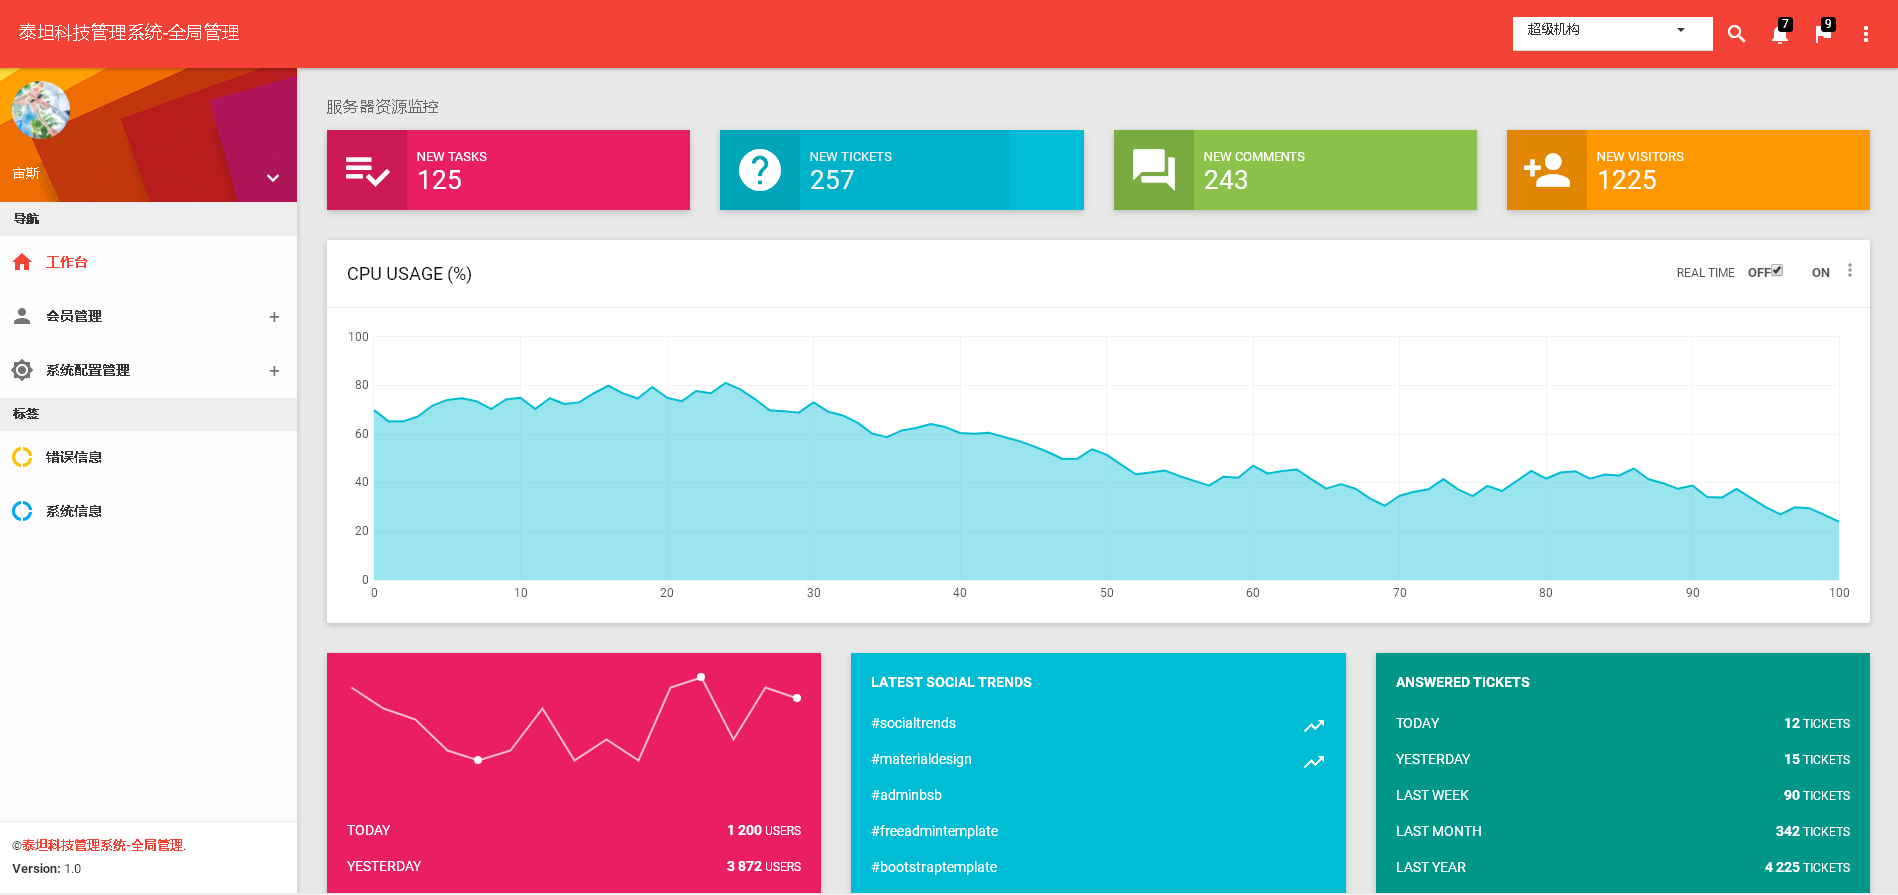 泰坦科技管理系统-全局管理
超级机构
7
9
宙斯
导航
工作台
会员管理
+
系统配置管理
+
标签
错误信息
系统信息
©泰坦科技管理系统-全局管理.
Version: 1.0
服务器资源监控
NEW TASKS
125
NEW TICKETS
257
NEW COMMENTS
243
NEW VISITORS
1225
CPU USAGE (%)
REAL TIME OFF ON
100
80
60
40
20
0
0 10 20 30 40 50 60 70 80 90 100
TODAY 1 200 USERS
YESTERDAY 3 872 USERS
LATEST SOCIAL TRENDS
#socialtrends
#materialdesign
#adminbsb
#freeadmintemplate
#bootstraptemplate
ANSWERED TICKETS
TODAY 12 TICKETS
YESTERDAY 15 TICKETS
LAST WEEK 90 TICKETS
LAST MONTH 342 TICKETS
LAST YEAR 4 225 TICKETS